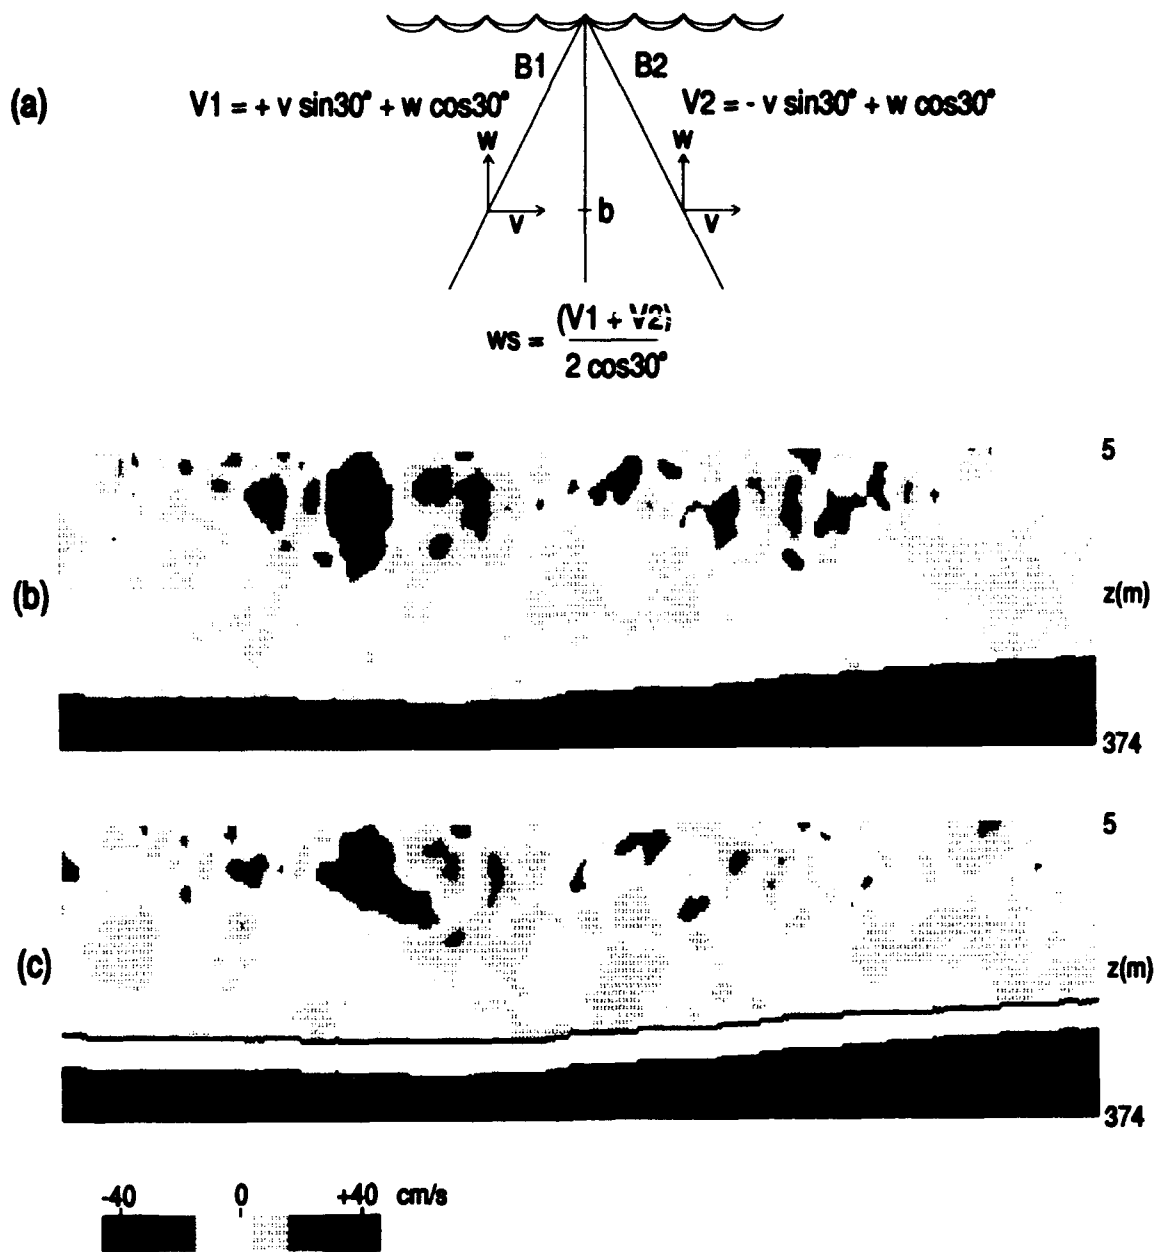 B1 B2
(a)
V1 = + v sin30° + w cos30°
V2 = - v sin30° + w cos30°
w w
v b v
ws = (V1 + V2)
2 cos30°
5
(b)
z(m)
374
5
(c)
z(m)
374
-40 0 +40 cm/s